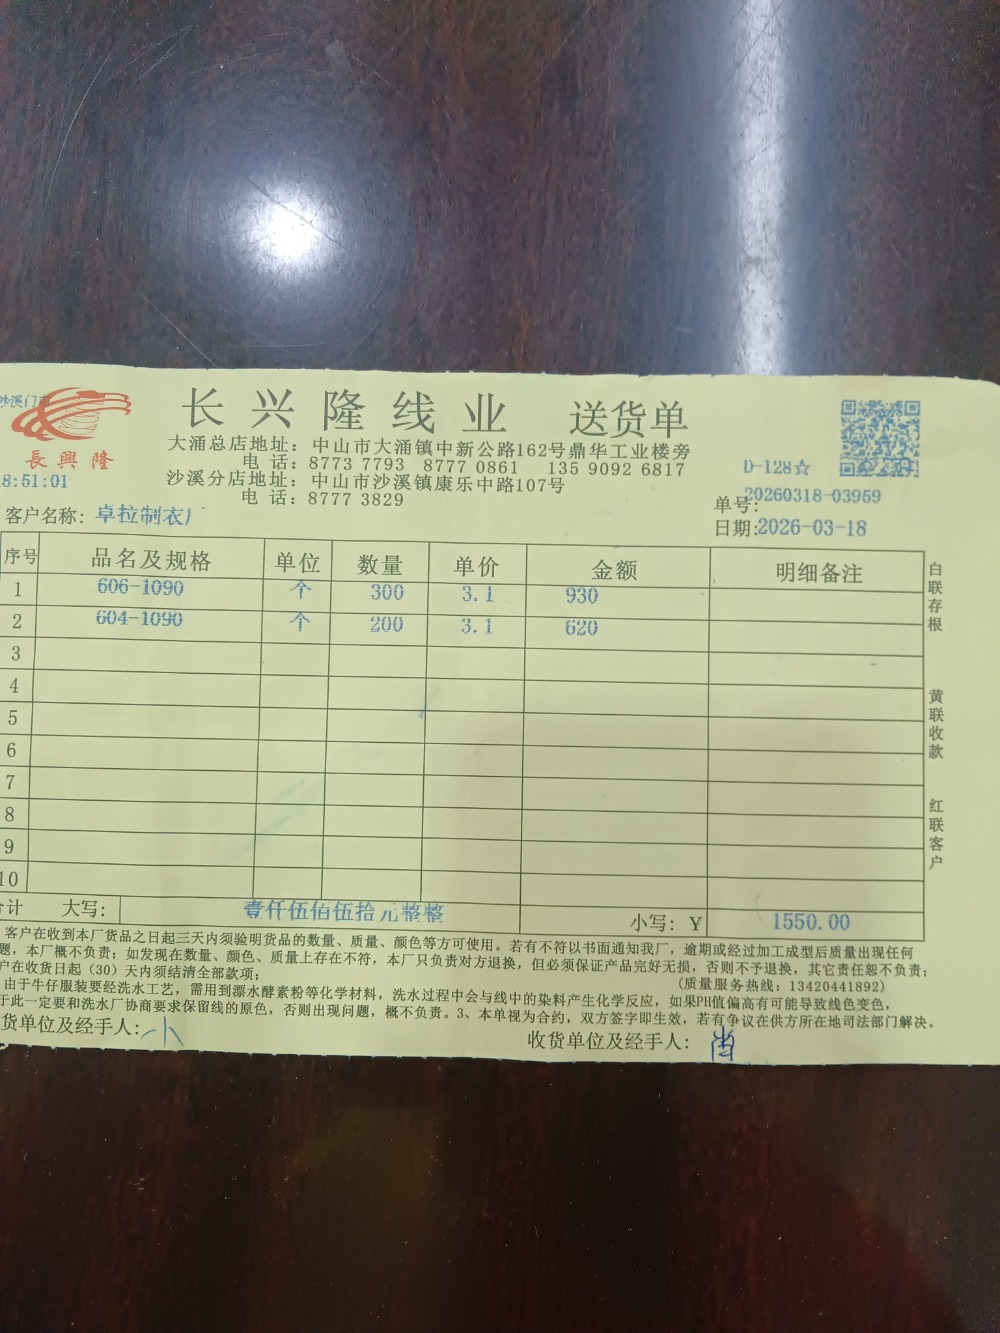 沙溪门市
長興隆
8:51:01
长兴隆线业 送货单
大涌总店地址: 中山市大涌镇中新公路162号鼎华工业楼旁
电 话: 8773 7793 8777 0861 135 9092 6817
沙溪分店地址: 中山市沙溪镇康乐中路107号
电 话: 8777 3829
D-128☆
单号: 20260318-03959
日期: 2026-03-18
客户名称: 卓拉制衣厂
序号 品名及规格 单位 数量 单价 金额 明细备注
1 606-1090 个 300 3.1 930
2 604-1090 个 200 3.1 620
3
4
5
6
7
8
9
10
合计 大写: 壹仟伍佰伍拾元整整 小写: Y 1550.00
白联存根
黄联收款
红联客户
客户在收到本厂货品之日起三天内须验明货品的数量、质量、颜色等方可使用。若有不符以书面通知我厂，逾期或经过加工成型后质量出现任何
题，本厂概不负责；如发现在数量、颜色、质量上存在不符，本厂只负责对方退换，但必须保证产品完好无损，否则不予退换，其它责任恕不负责；
户在收货日起（30）天内须结清全部款项； (质量服务热线: 13420441892)
由于牛仔服装要经洗水工艺，需用到漂水酵素粉等化学材料，洗水过程中会与线中的染料产生化学反应，如果PH值偏高有可能导致线色变色，
于此一定要和洗水厂协商要求保留线的原色，否则出现问题，概不负责。3、本单视为合约，双方签字即生效，若有争议在供方所在地司法部门解决。
货单位及经手人: 小
收货单位及经手人: